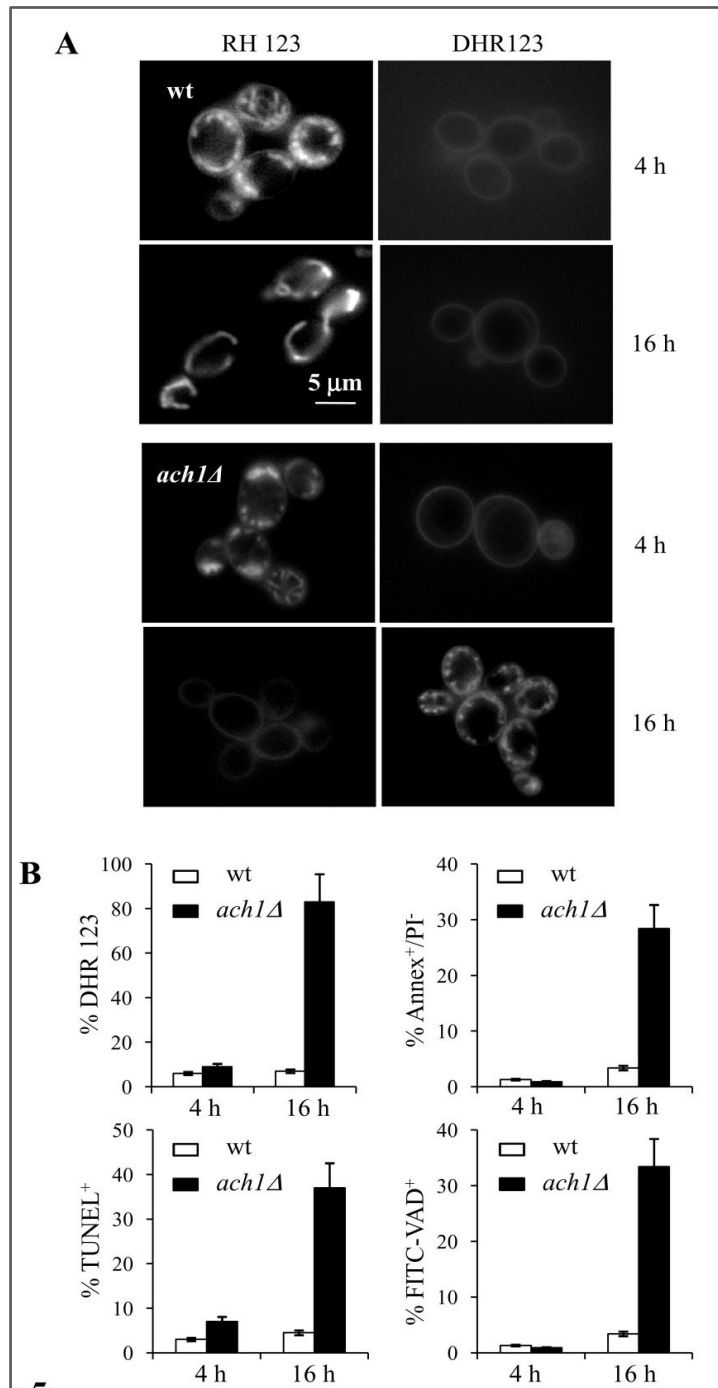 A
RH 123 DHR123
wt
4 h
5 μm
16 h
ach1Δ
4 h
16 h
B
100
80
60
40
20
0
% DHR 123
wt
ach1Δ
4 h 16 h
40
30
20
10
0
% Annex⁺/PI⁻
wt
ach1Δ
4 h 16 h
50
40
30
20
10
0
% TUNEL⁺
wt
ach1Δ
4 h 16 h
40
30
20
10
0
% FITC-VAD⁺
wt
ach1Δ
4 h 16 h